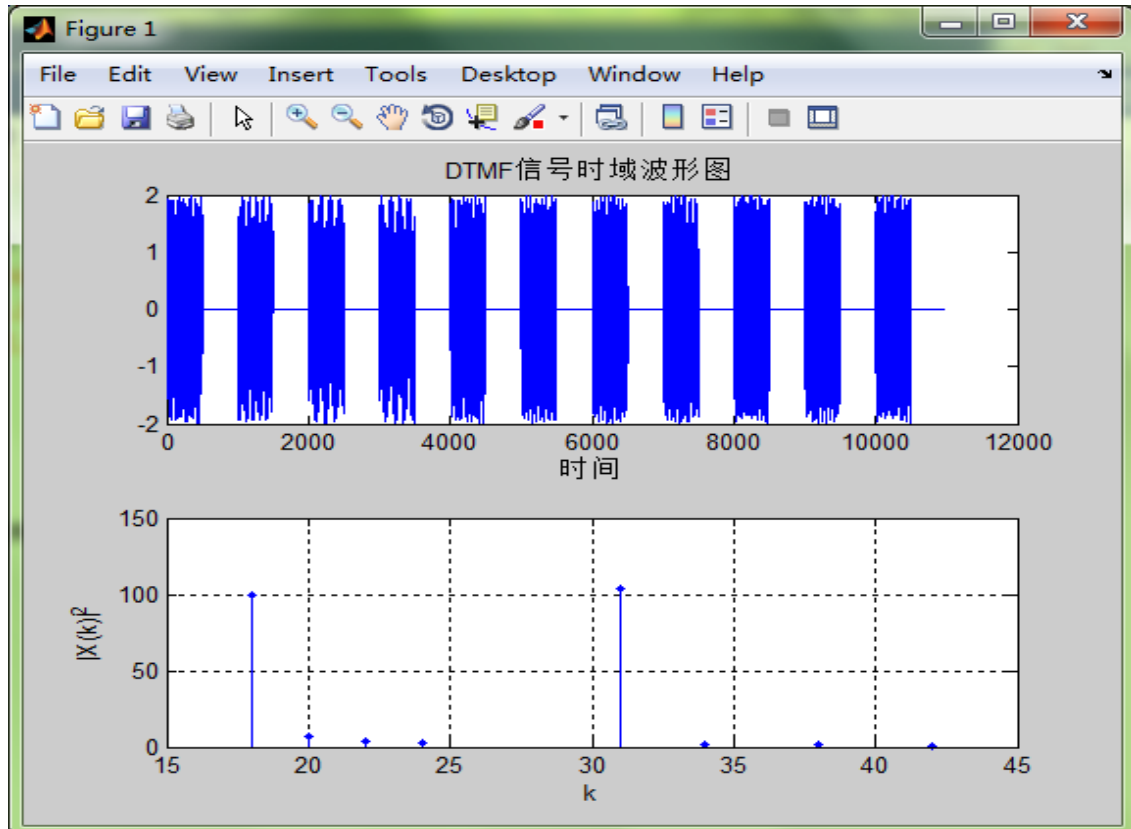 Figure 1
File Edit View Insert Tools Desktop Window Help
DTMF信号时域波形图
2
1
0
-1
-2
0 2000 4000 6000 8000 10000 12000
时间
150
100
50
0
|X(k)|²
15 20 25 30 35 40 45
k